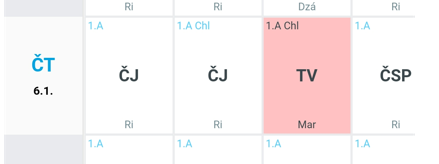 Ri Ri Dzá Ri
1.A 1.A Chl 1.A Chl 1.A
ČT ČJ ČJ TV ČSP
6.1.
Ri Ri Mar Ri
1.A 1.A 1.A 1.A